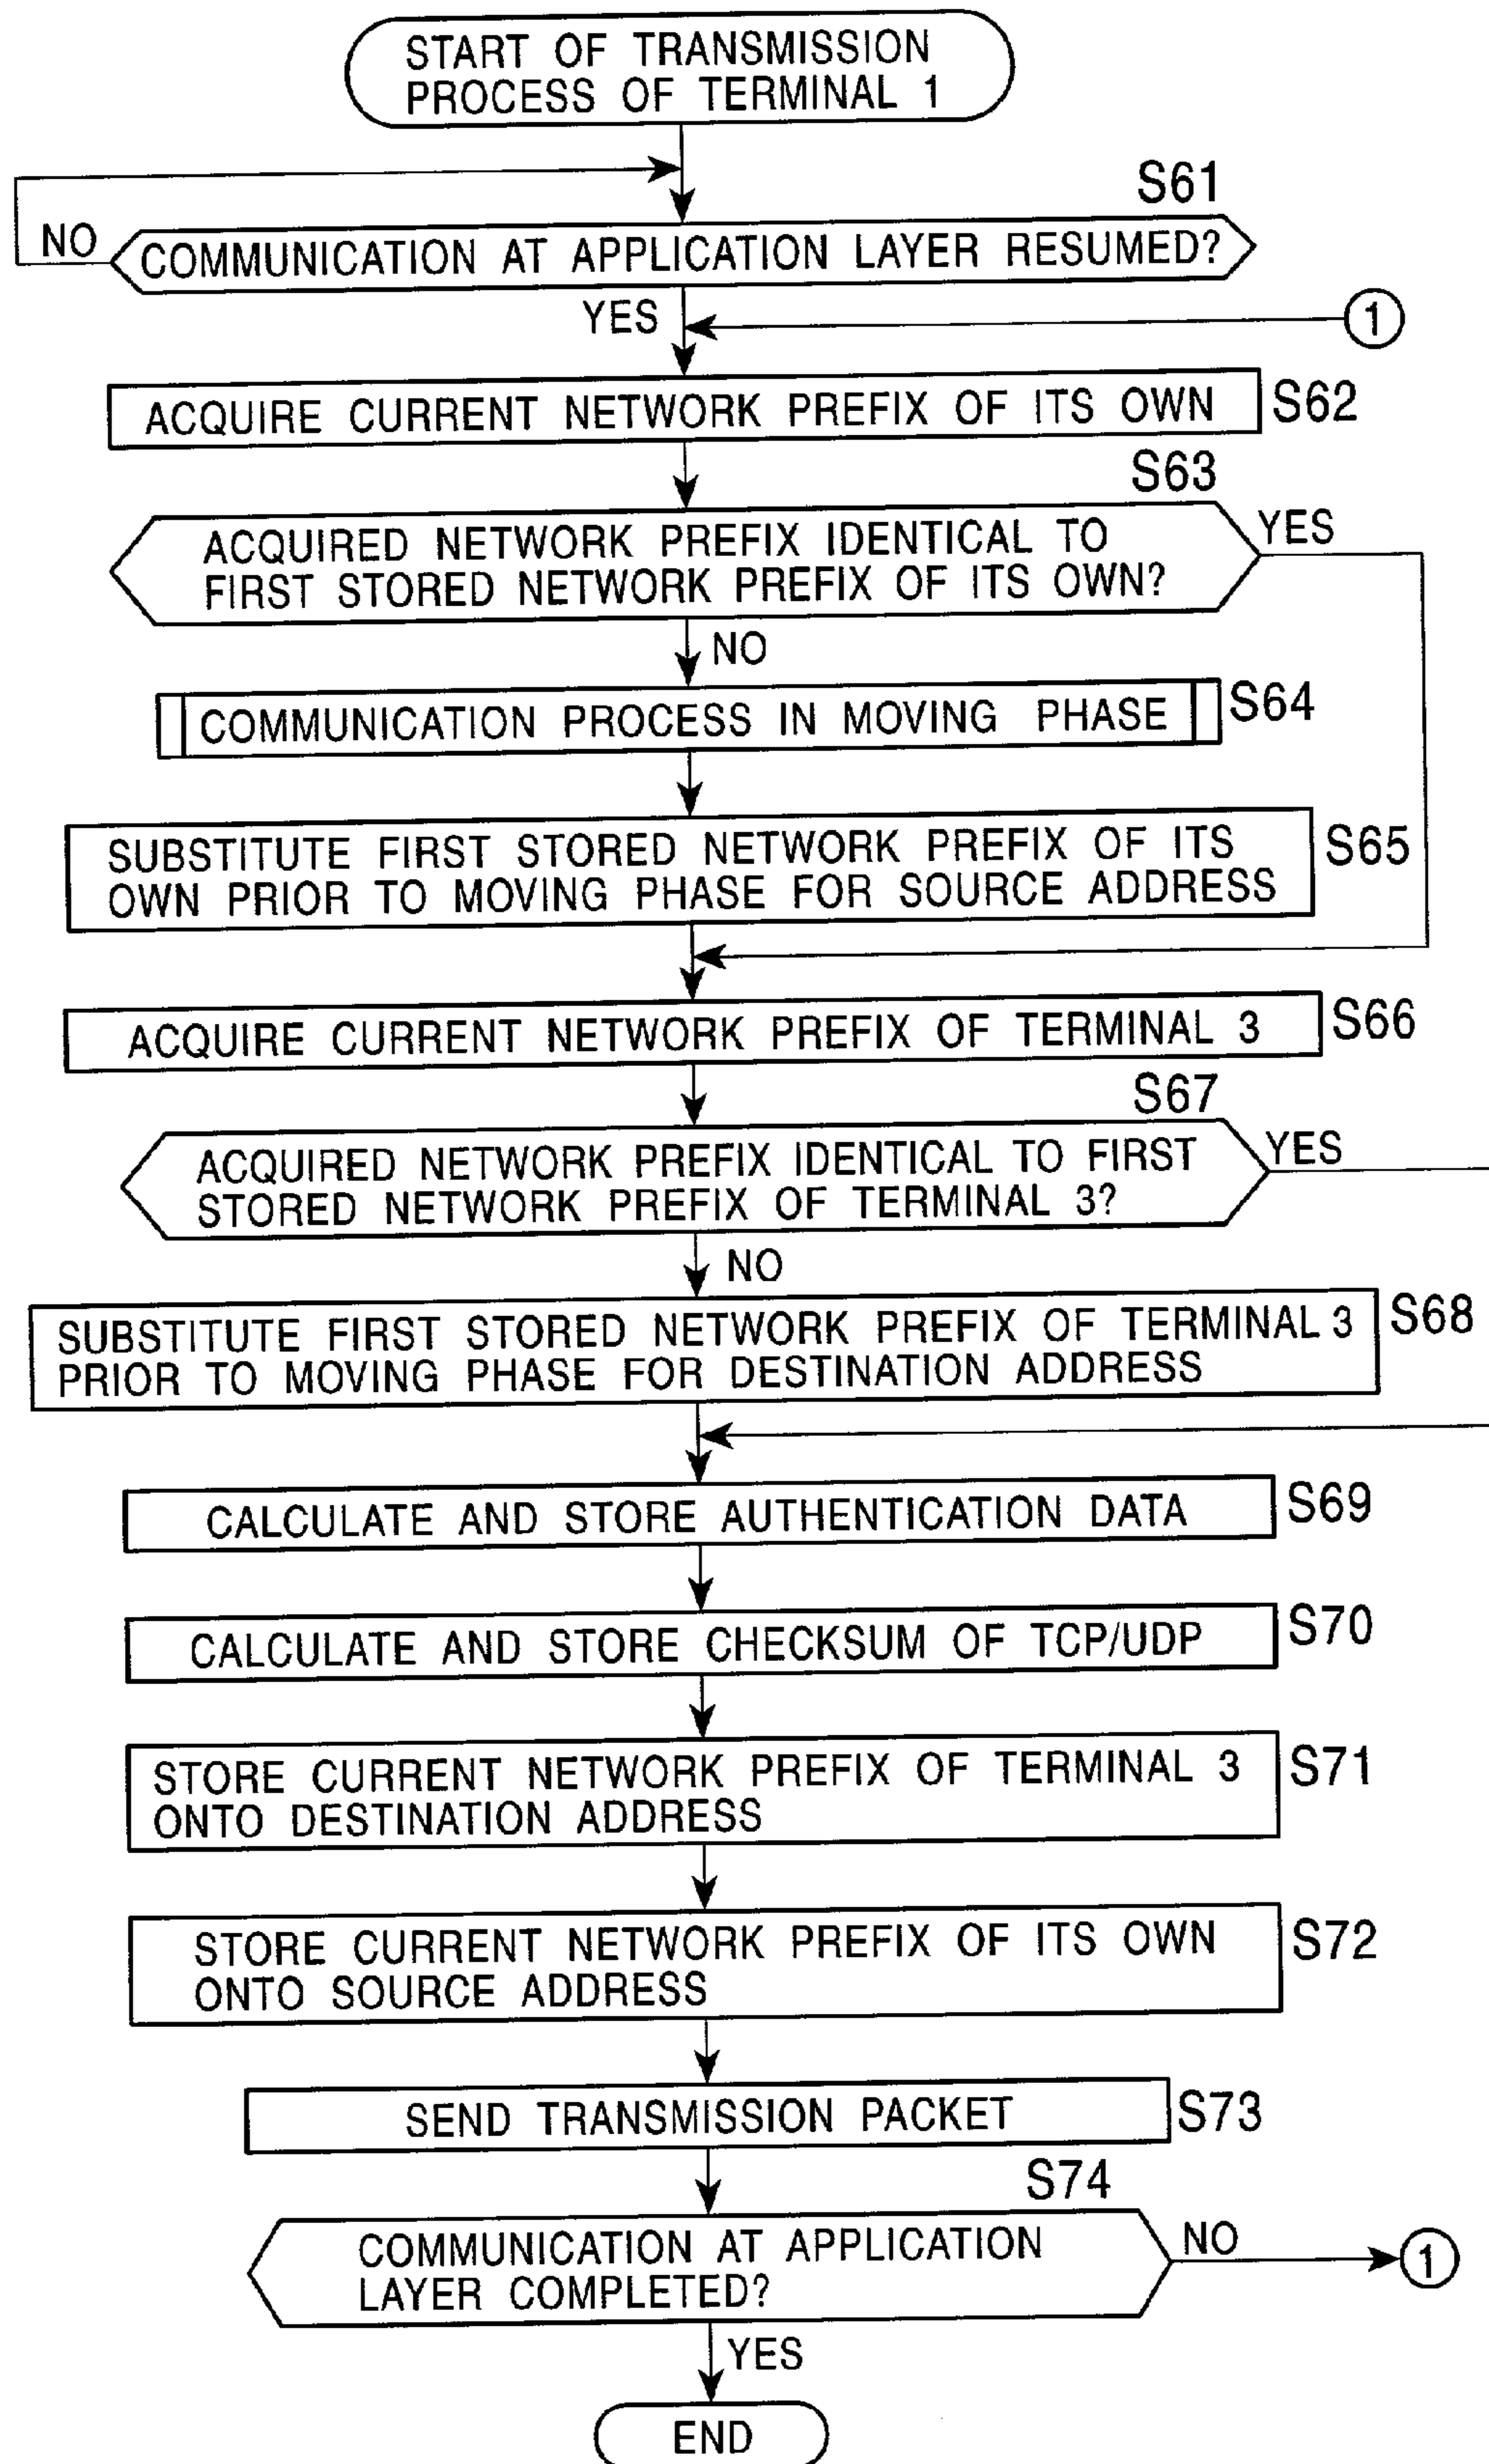 START OF TRANSMISSION
PROCESS OF TERMINAL 1
S61
NO
COMMUNICATION AT APPLICATION LAYER RESUMED?
YES
1
ACQUIRE CURRENT NETWORK PREFIX OF ITS OWN
S62
S63
ACQUIRED NETWORK PREFIX IDENTICAL TO
FIRST STORED NETWORK PREFIX OF ITS OWN?
YES
NO
COMMUNICATION PROCESS IN MOVING PHASE
S64
SUBSTITUTE FIRST STORED NETWORK PREFIX OF ITS
OWN PRIOR TO MOVING PHASE FOR SOURCE ADDRESS
S65
ACQUIRE CURRENT NETWORK PREFIX OF TERMINAL 3
S66
S67
ACQUIRED NETWORK PREFIX IDENTICAL TO FIRST
STORED NETWORK PREFIX OF TERMINAL 3?
YES
NO
SUBSTITUTE FIRST STORED NETWORK PREFIX OF TERMINAL 3
PRIOR TO MOVING PHASE FOR DESTINATION ADDRESS
S68
CALCULATE AND STORE AUTHENTICATION DATA
S69
CALCULATE AND STORE CHECKSUM OF TCP/UDP
S70
STORE CURRENT NETWORK PREFIX OF TERMINAL 3
ONTO DESTINATION ADDRESS
S71
STORE CURRENT NETWORK PREFIX OF ITS OWN
ONTO SOURCE ADDRESS
S72
SEND TRANSMISSION PACKET
S73
S74
COMMUNICATION AT APPLICATION
LAYER COMPLETED?
NO
1
YES
END